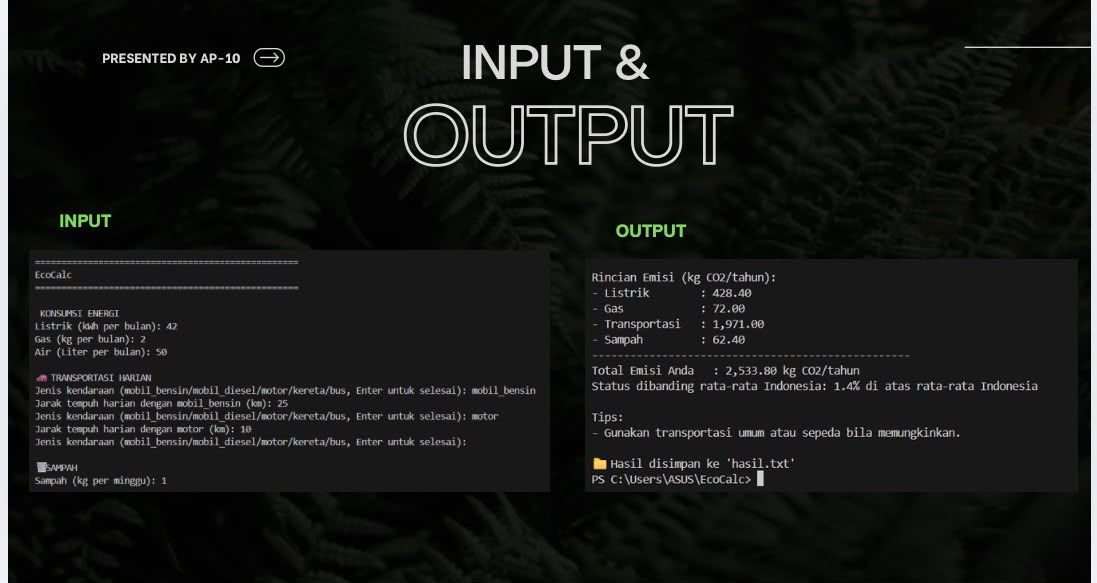 PRESENTED BY AP-10
INPUT &
OUTPUT
INPUT
==================================================
EcoCalc
==================================================
KONSUMSI ENERGI
Listrik (kWh per bulan): 42
Gas (kg per bulan): 2
Air (Liter per bulan): 50
🚗 TRANSPORTASI HARIAN
Jenis kendaraan (mobil_bensin/mobil_diesel/motor/kereta/bus, Enter untuk selesai): mobil_bensin
Jarak tempuh harian dengan mobil_bensin (km): 25
Jenis kendaraan (mobil_bensin/mobil_diesel/motor/kereta/bus, Enter untuk selesai): motor
Jarak tempuh harian dengan motor (km): 10
Jenis kendaraan (mobil_bensin/mobil_diesel/motor/kereta/bus, Enter untuk selesai):
🗑SAMPAH
Sampah (kg per minggu): 1
OUTPUT
Rincian Emisi (kg CO2/tahun):
- Listrik : 428.40
- Gas : 72.00
- Transportasi : 1,971.00
- Sampah : 62.40
--------------------------------------------------
Total Emisi Anda : 2,533.80 kg CO2/tahun
Status dibanding rata-rata Indonesia: 1.4% di atas rata-rata Indonesia
Tips:
- Gunakan transportasi umum atau sepeda bila memungkinkan.
📁 Hasil disimpan ke 'hasil.txt'
PS C:\Users\ASUS\EcoCalc>